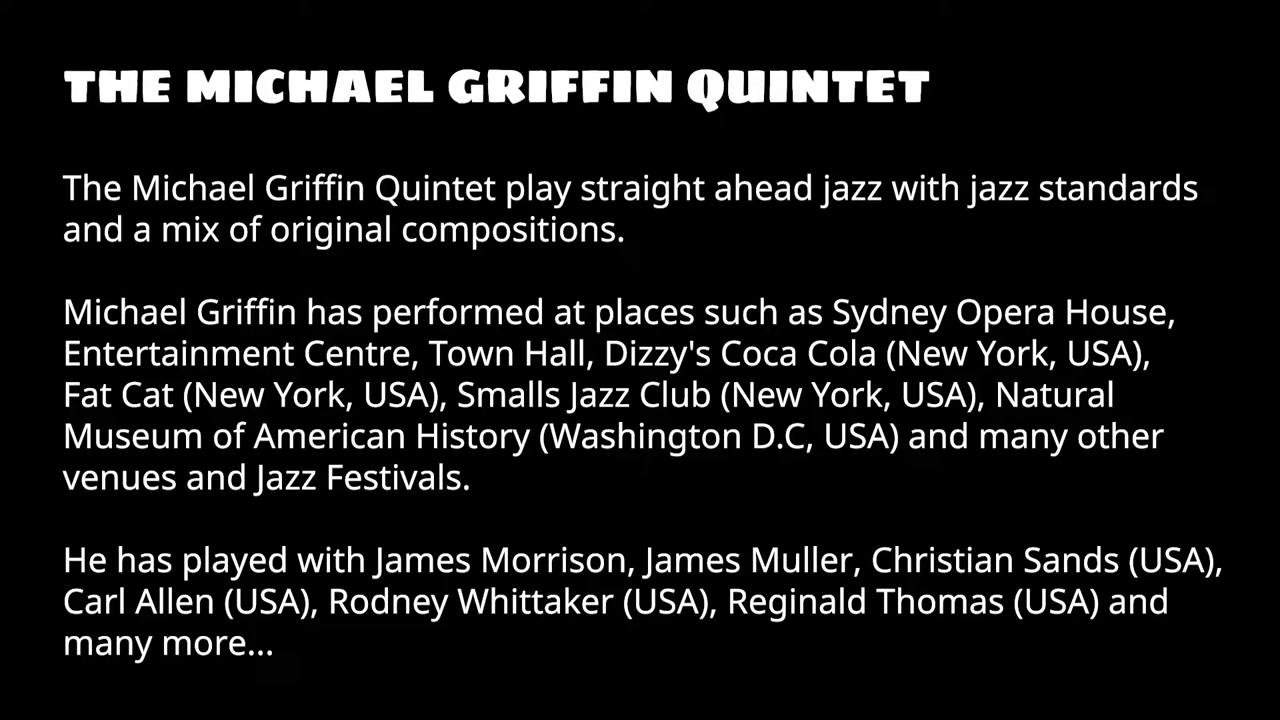 THE MICHAEL GRIFFIN QUINTET
The Michael Griffin Quintet play straight ahead jazz with jazz standards
and a mix of original compositions.
Michael Griffin has performed at places such as Sydney Opera House,
Entertainment Centre, Town Hall, Dizzy's Coca Cola (New York, USA),
Fat Cat (New York, USA), Smalls Jazz Club (New York, USA), Natural
Museum of American History (Washington D.C, USA) and many other
venues and Jazz Festivals.
He has played with James Morrison, James Muller, Christian Sands (USA),
Carl Allen (USA), Rodney Whittaker (USA), Reginald Thomas (USA) and
many more...